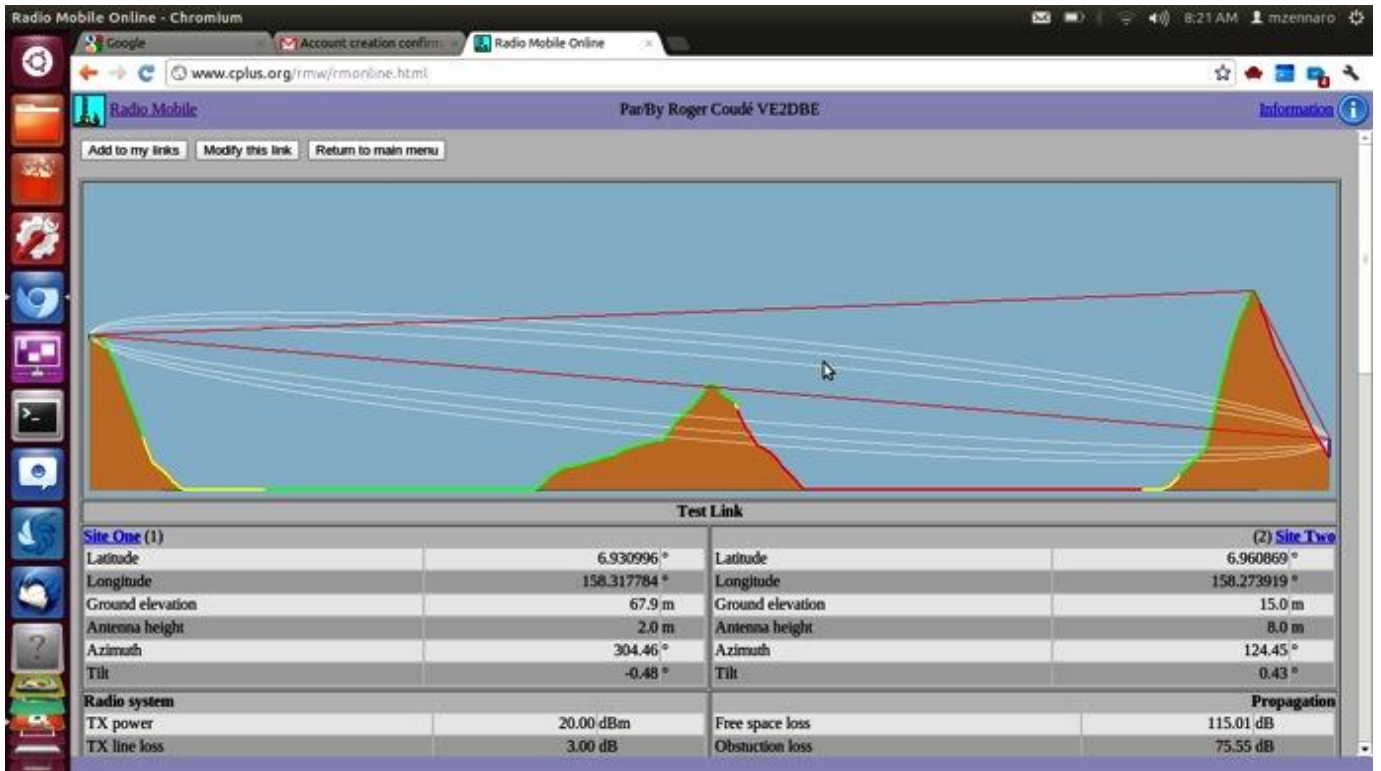 Radio Mobile Online - Chromium
8:21 AM mzennaro
Google
Account creation confirm
Radio Mobile Online
www.cplus.org/rmw/rmonline.html
Radio Mobile
Par/By Roger Coudé VE2DBE
Information
Add to my links Modify this link Return to main menu
Test Link
Site One (1) (2) Site Two
Latitude 6.930996 ° Latitude 6.960869 °
Longitude 158.317784 ° Longitude 158.273919 °
Ground elevation 67.9 m Ground elevation 15.0 m
Antenna height 2.0 m Antenna height 8.0 m
Azimuth 304.46 ° Azimuth 124.45 °
Tilt -0.48 ° Tilt 0.43 °
Radio system Propagation
TX power 20.00 dBm Free space loss 115.01 dB
TX line loss 3.00 dB Obstuction loss 75.55 dB